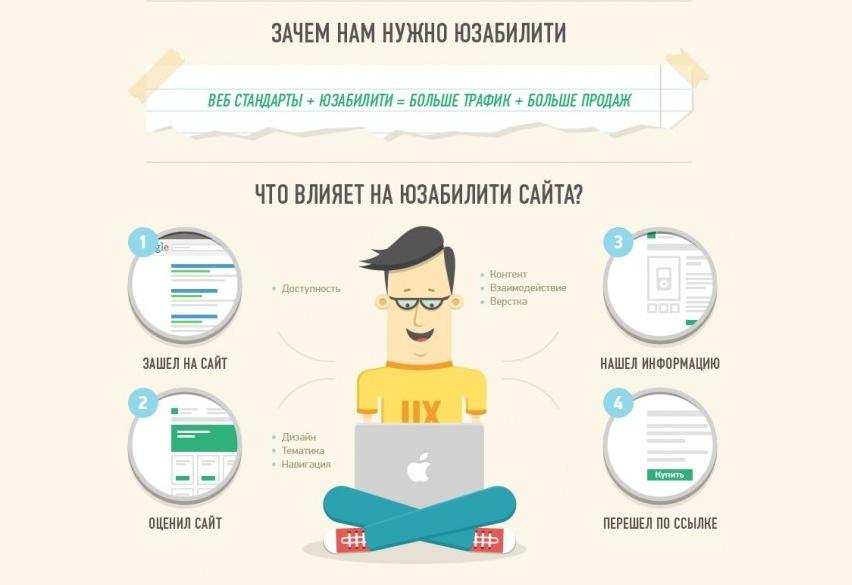 ЗАЧЕМ НАМ НУЖНО ЮЗАБИЛИТИ
ВЕБ СТАНДАРТЫ + ЮЗАБИЛИТИ = БОЛЬШЕ ТРАФИК + БОЛЬШЕ ПРОДАЖ
ЧТО ВЛИЯЕТ НА ЮЗАБИЛИТИ САЙТА?
1
gle
Доступность
ЗАШЕЛ НА САЙТ
2
Дизайн
Тематика
Навигация
ОЦЕНИЛ САЙТ
UX
3
Контент
Взаимодействие
Верстка
НАШЕЛ ИНФОРМАЦИЮ
4
Купить
ПЕРЕШЕЛ ПО ССЫЛКЕ